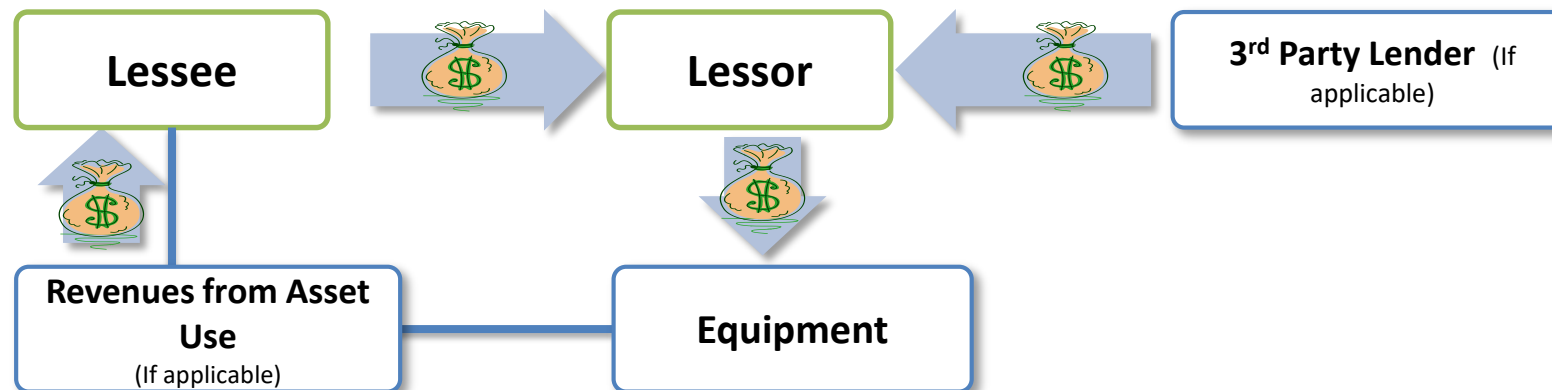 Lessee
Lessor
3rd Party Lender (If
applicable)
$
$
$
$
Revenues from Asset
Use
(If applicable)
Equipment